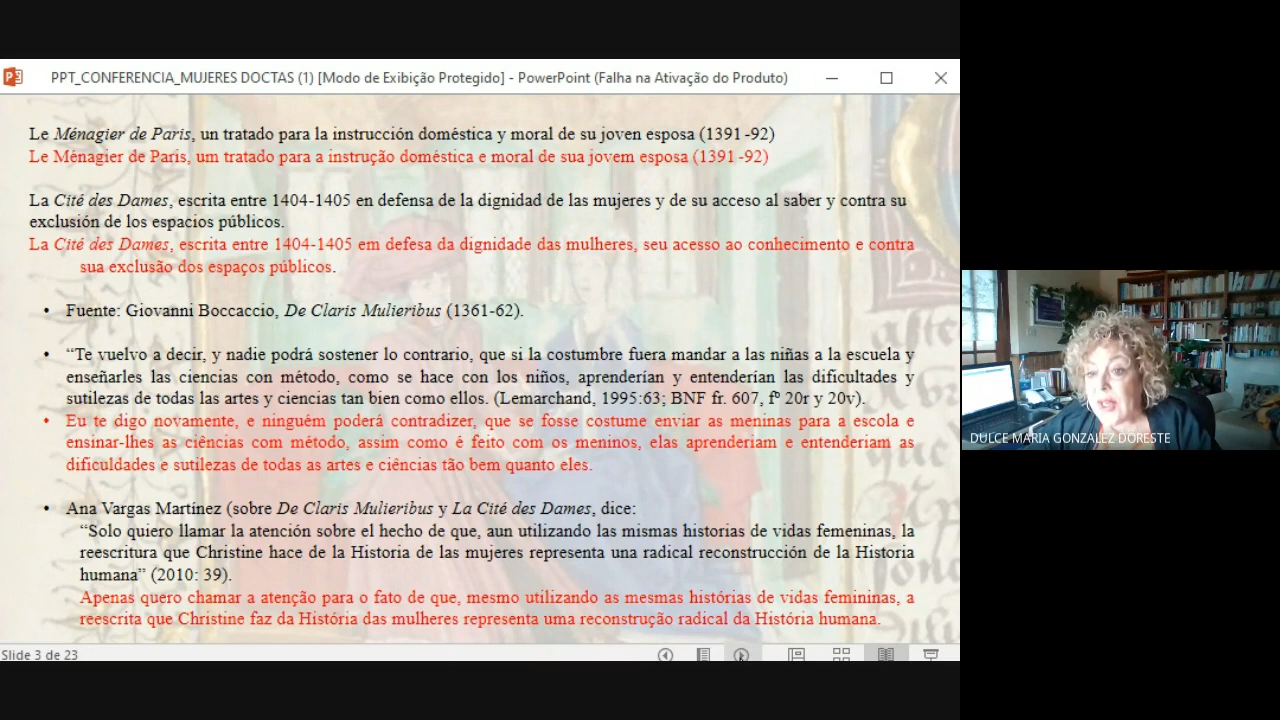 PPT_CONFERENCIA_MUJERES DOCTAS (1) [Modo de Exibição Protegido] - PowerPoint (Falha na Ativação do Produto)
Le Ménagier de Paris, un tratado para la instrucción doméstica y moral de su joven esposa (1391-92)
Le Ménagier de Paris, um tratado para a instrução doméstica e moral de sua jovem esposa (1391-92)
La Cité des Dames, escrita entre 1404-1405 en defensa de la dignidad de las mujeres y de su acceso al saber y contra su
exclusión de los espacios públicos.
La Cité des Dames, escrita entre 1404-1405 em defesa da dignidade das mulheres, seu acesso ao conhecimento e contra
sua exclusão dos espaços públicos.
• Fuente: Giovanni Boccaccio, De Claris Mulieribus (1361-62).
• “Te vuelvo a decir, y nadie podrá sostener lo contrario, que si la costumbre fuera mandar a las niñas a la escuela y
enseñarles las ciencias con método, como se hace con los niños, aprenderían y entenderían las dificultades y
sutilezas de todas las artes y ciencias tan bien como ellos. (Lemarchand, 1995:63; BNF fr. 607, fº 20r y 20v).
• Eu te digo novamente, e ninguém poderá contradizer, que se fosse costume enviar as meninas para a escola e
ensinar-lhes as ciências com método, assim como é feito com os meninos, elas aprenderiam e entenderiam as
dificuldades e sutilezas de todas as artes e ciências tão bem quanto eles.
• Ana Vargas Martínez (sobre De Claris Mulieribus y La Cité des Dames, dice:
“Solo quiero llamar la atención sobre el hecho de que, aun utilizando las mismas historias de vidas femeninas, la
reescritura que Christine hace de la Historia de las mujeres representa una radical reconstrucción de la Historia
humana” (2010: 39).
Apenas quero chamar a atenção para o fato de que, mesmo utilizando as mesmas histórias de vidas femininas, a
reescrita que Christine faz da História das mulheres representa uma reconstrução radical da História humana.
Slide 3 de 23
DULCE MARIA GONZALEZ DORESTE